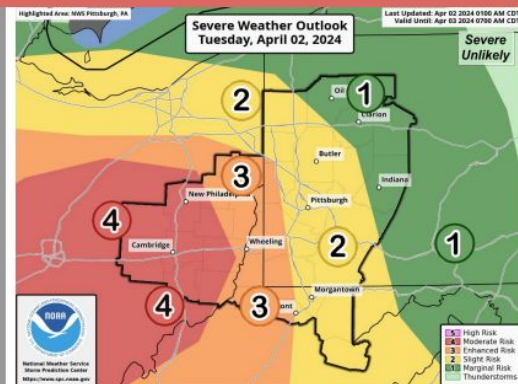 Highlighted Area: NWS Pittsburgh, PA
Severe Weather Outlook
Tuesday, April 02, 2024
Last Updated: Apr 02 2024 0100 AM CDT
Valid Until: Apr 03 2024 0700 AM CDT
Severe
Unlikely
2
Oil
1
Clarion
Butler
3
Indiana
New Philadelph
Pittsburgh
4
Cambridge
Wheeling
2
1
Morgantown
4
3
mont
NOAA
National Weather Service
Storm Prediction Center
https://www.spc.noaa.gov
5 High Risk
4 Moderate Risk
3 Enhanced Risk
2 Slight Risk
1 Marginal Risk
Thunderstorms